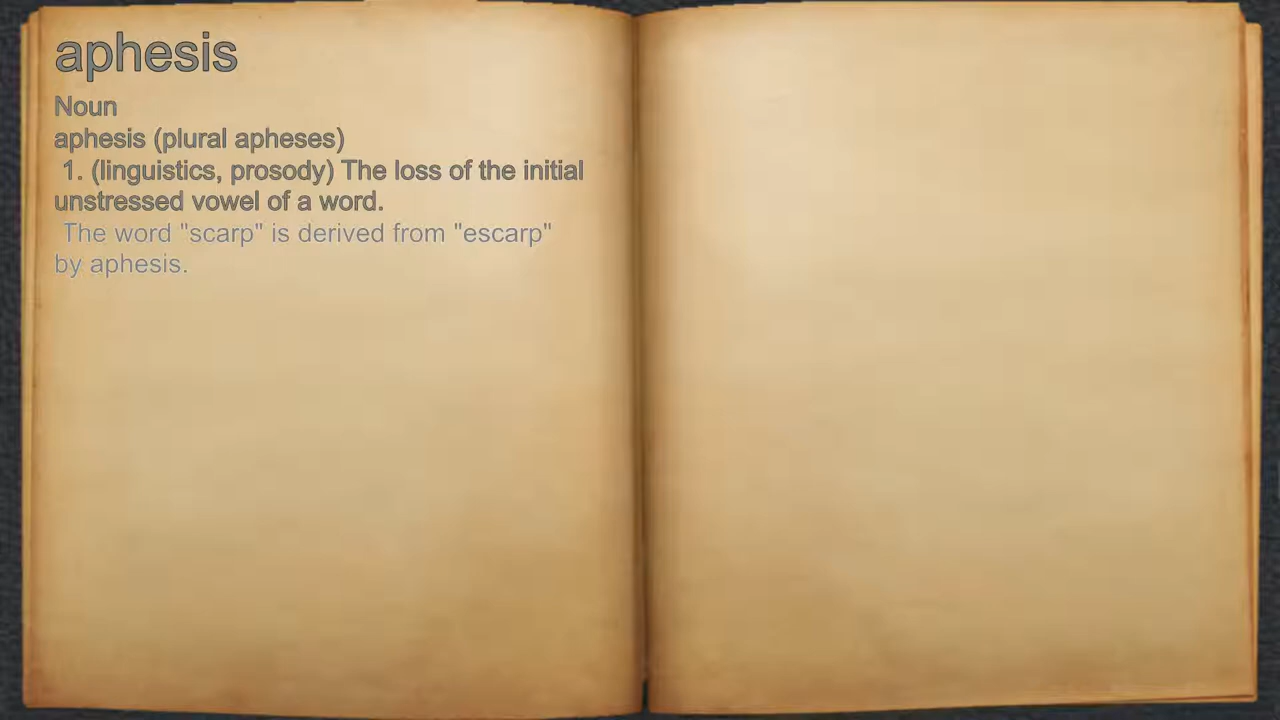 aphesis
Noun
aphesis (plural apheses)
1. (linguistics, prosody) The loss of the initial
unstressed vowel of a word.
The word "scarp" is derived from "escarp"
by aphesis.